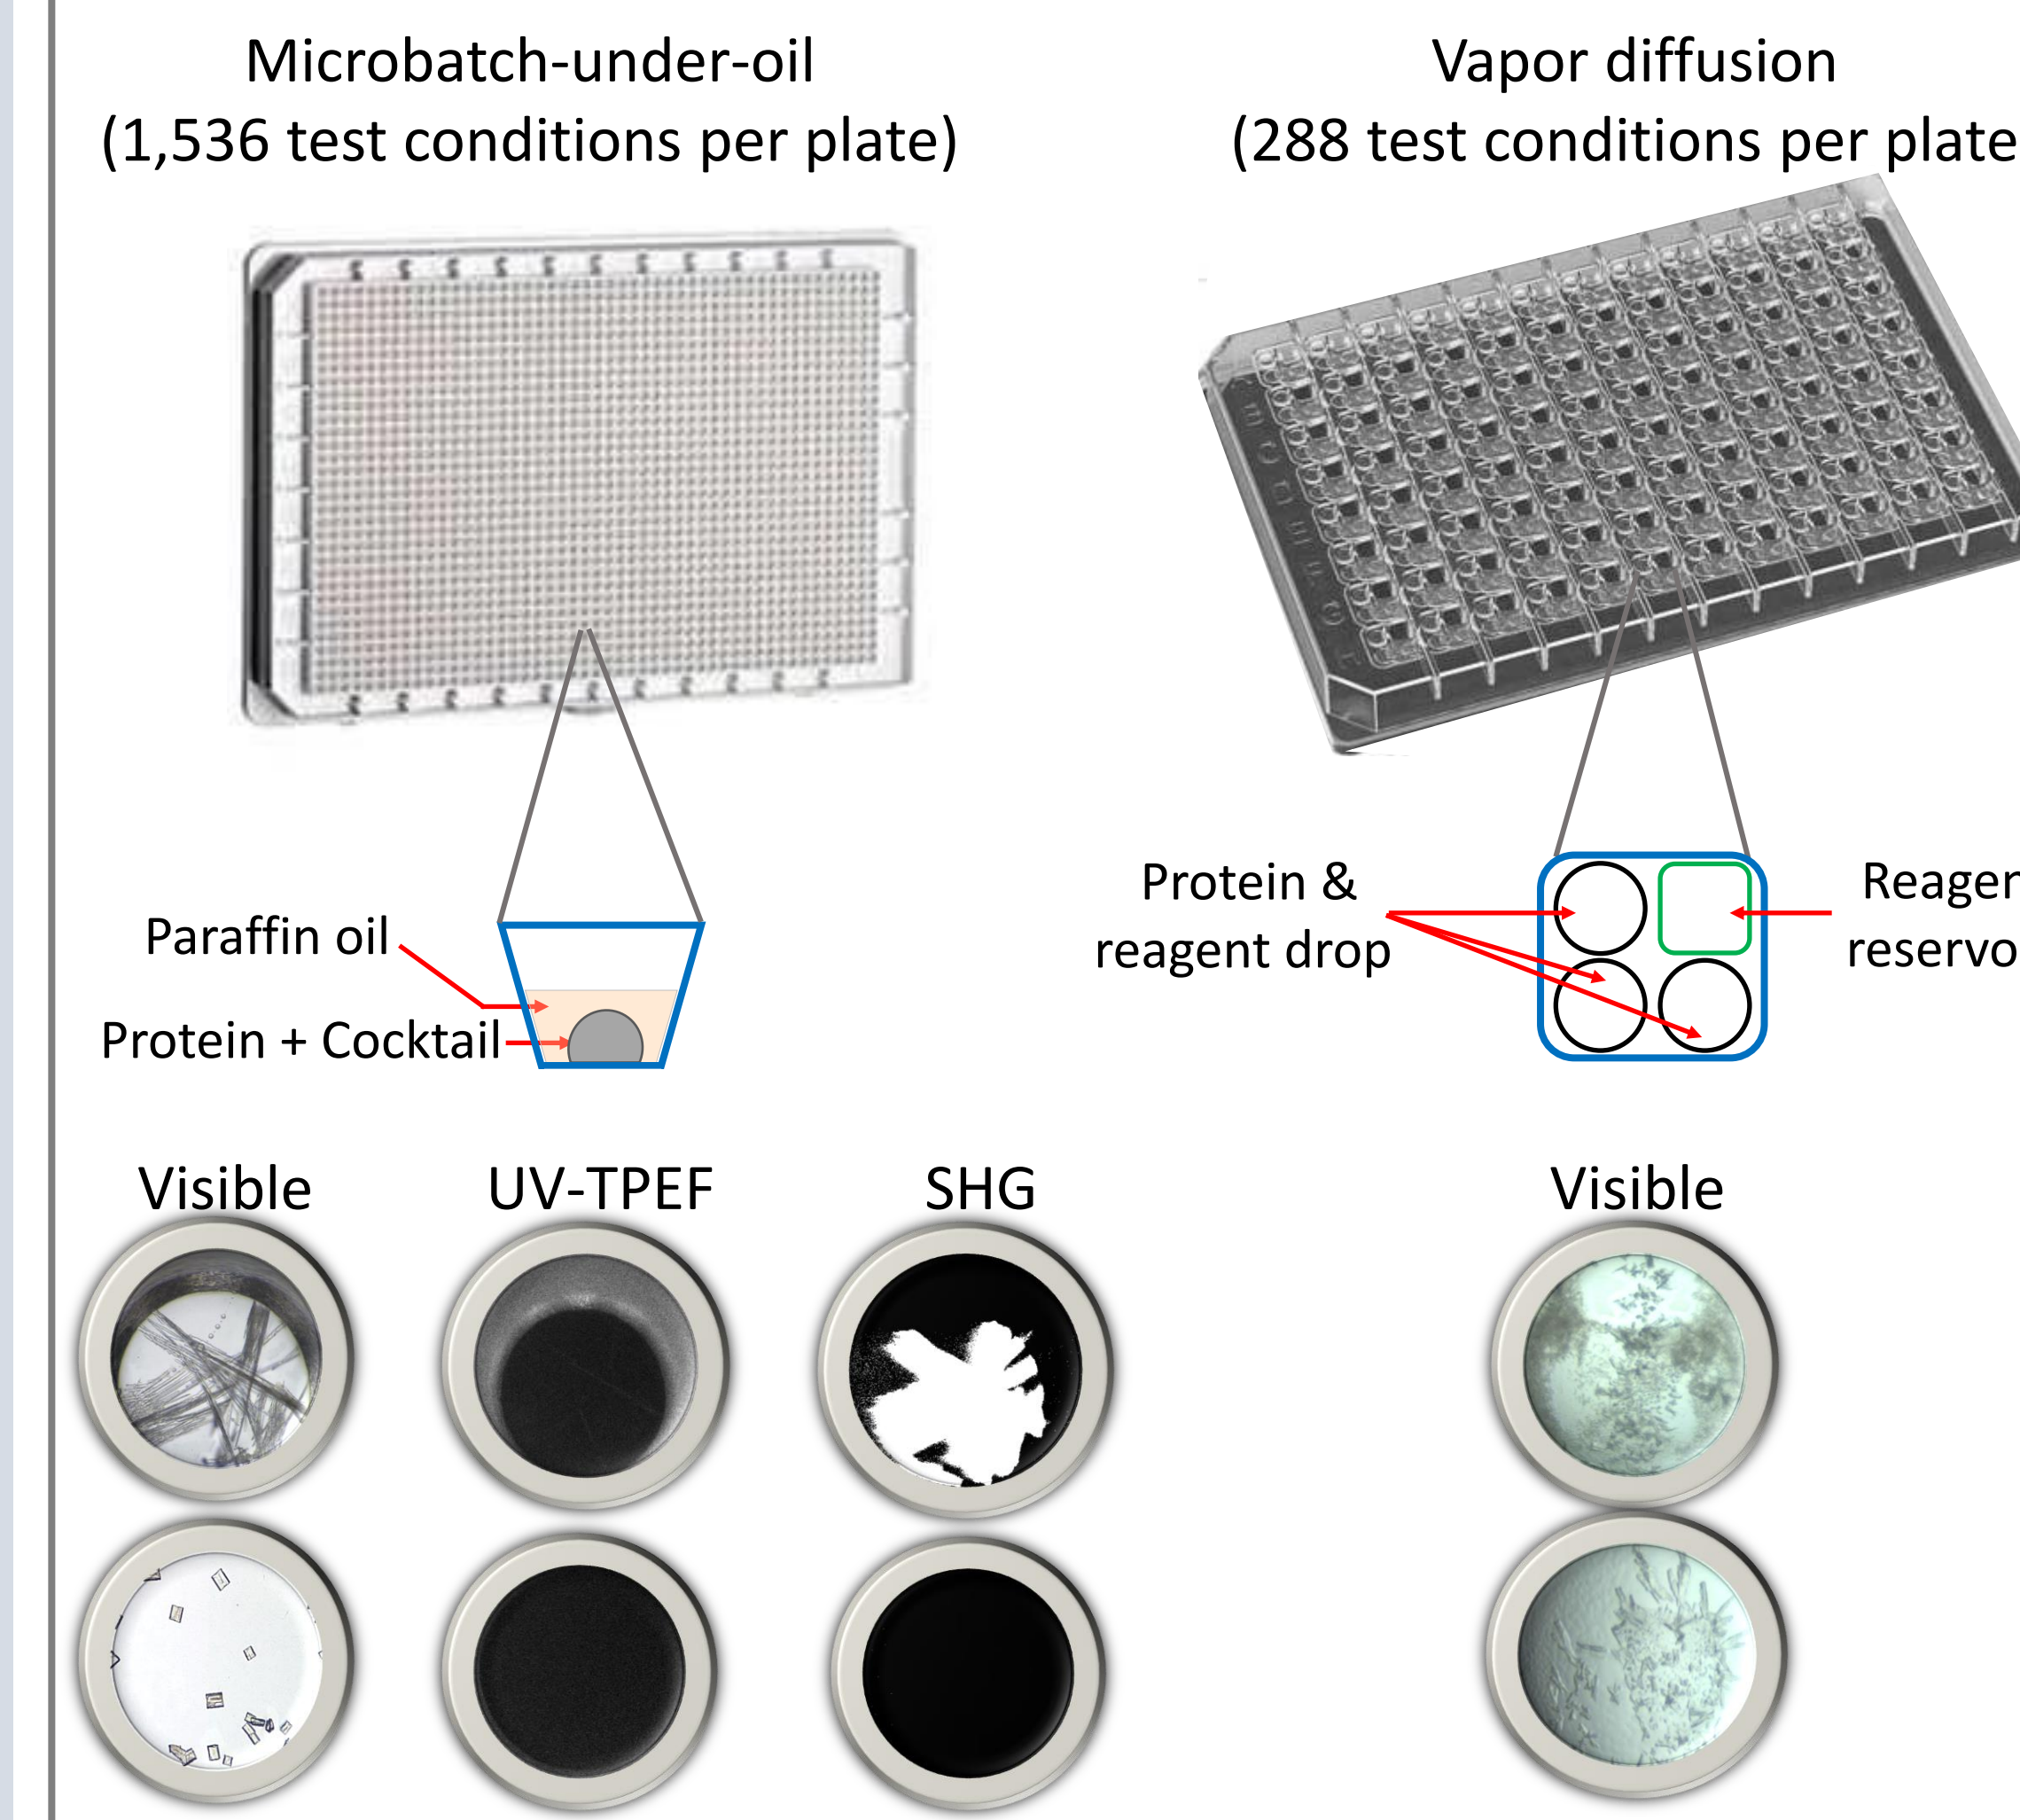 Microbatch-under-oil
(1,536 test conditions per plate)
Vapor diffusion
(288 test conditions per plate
Paraffin oil
Protein + Cocktail
Protein &
reagent drop
Reagen
reservo
Visible
UV-TPEF
SHG
Visible